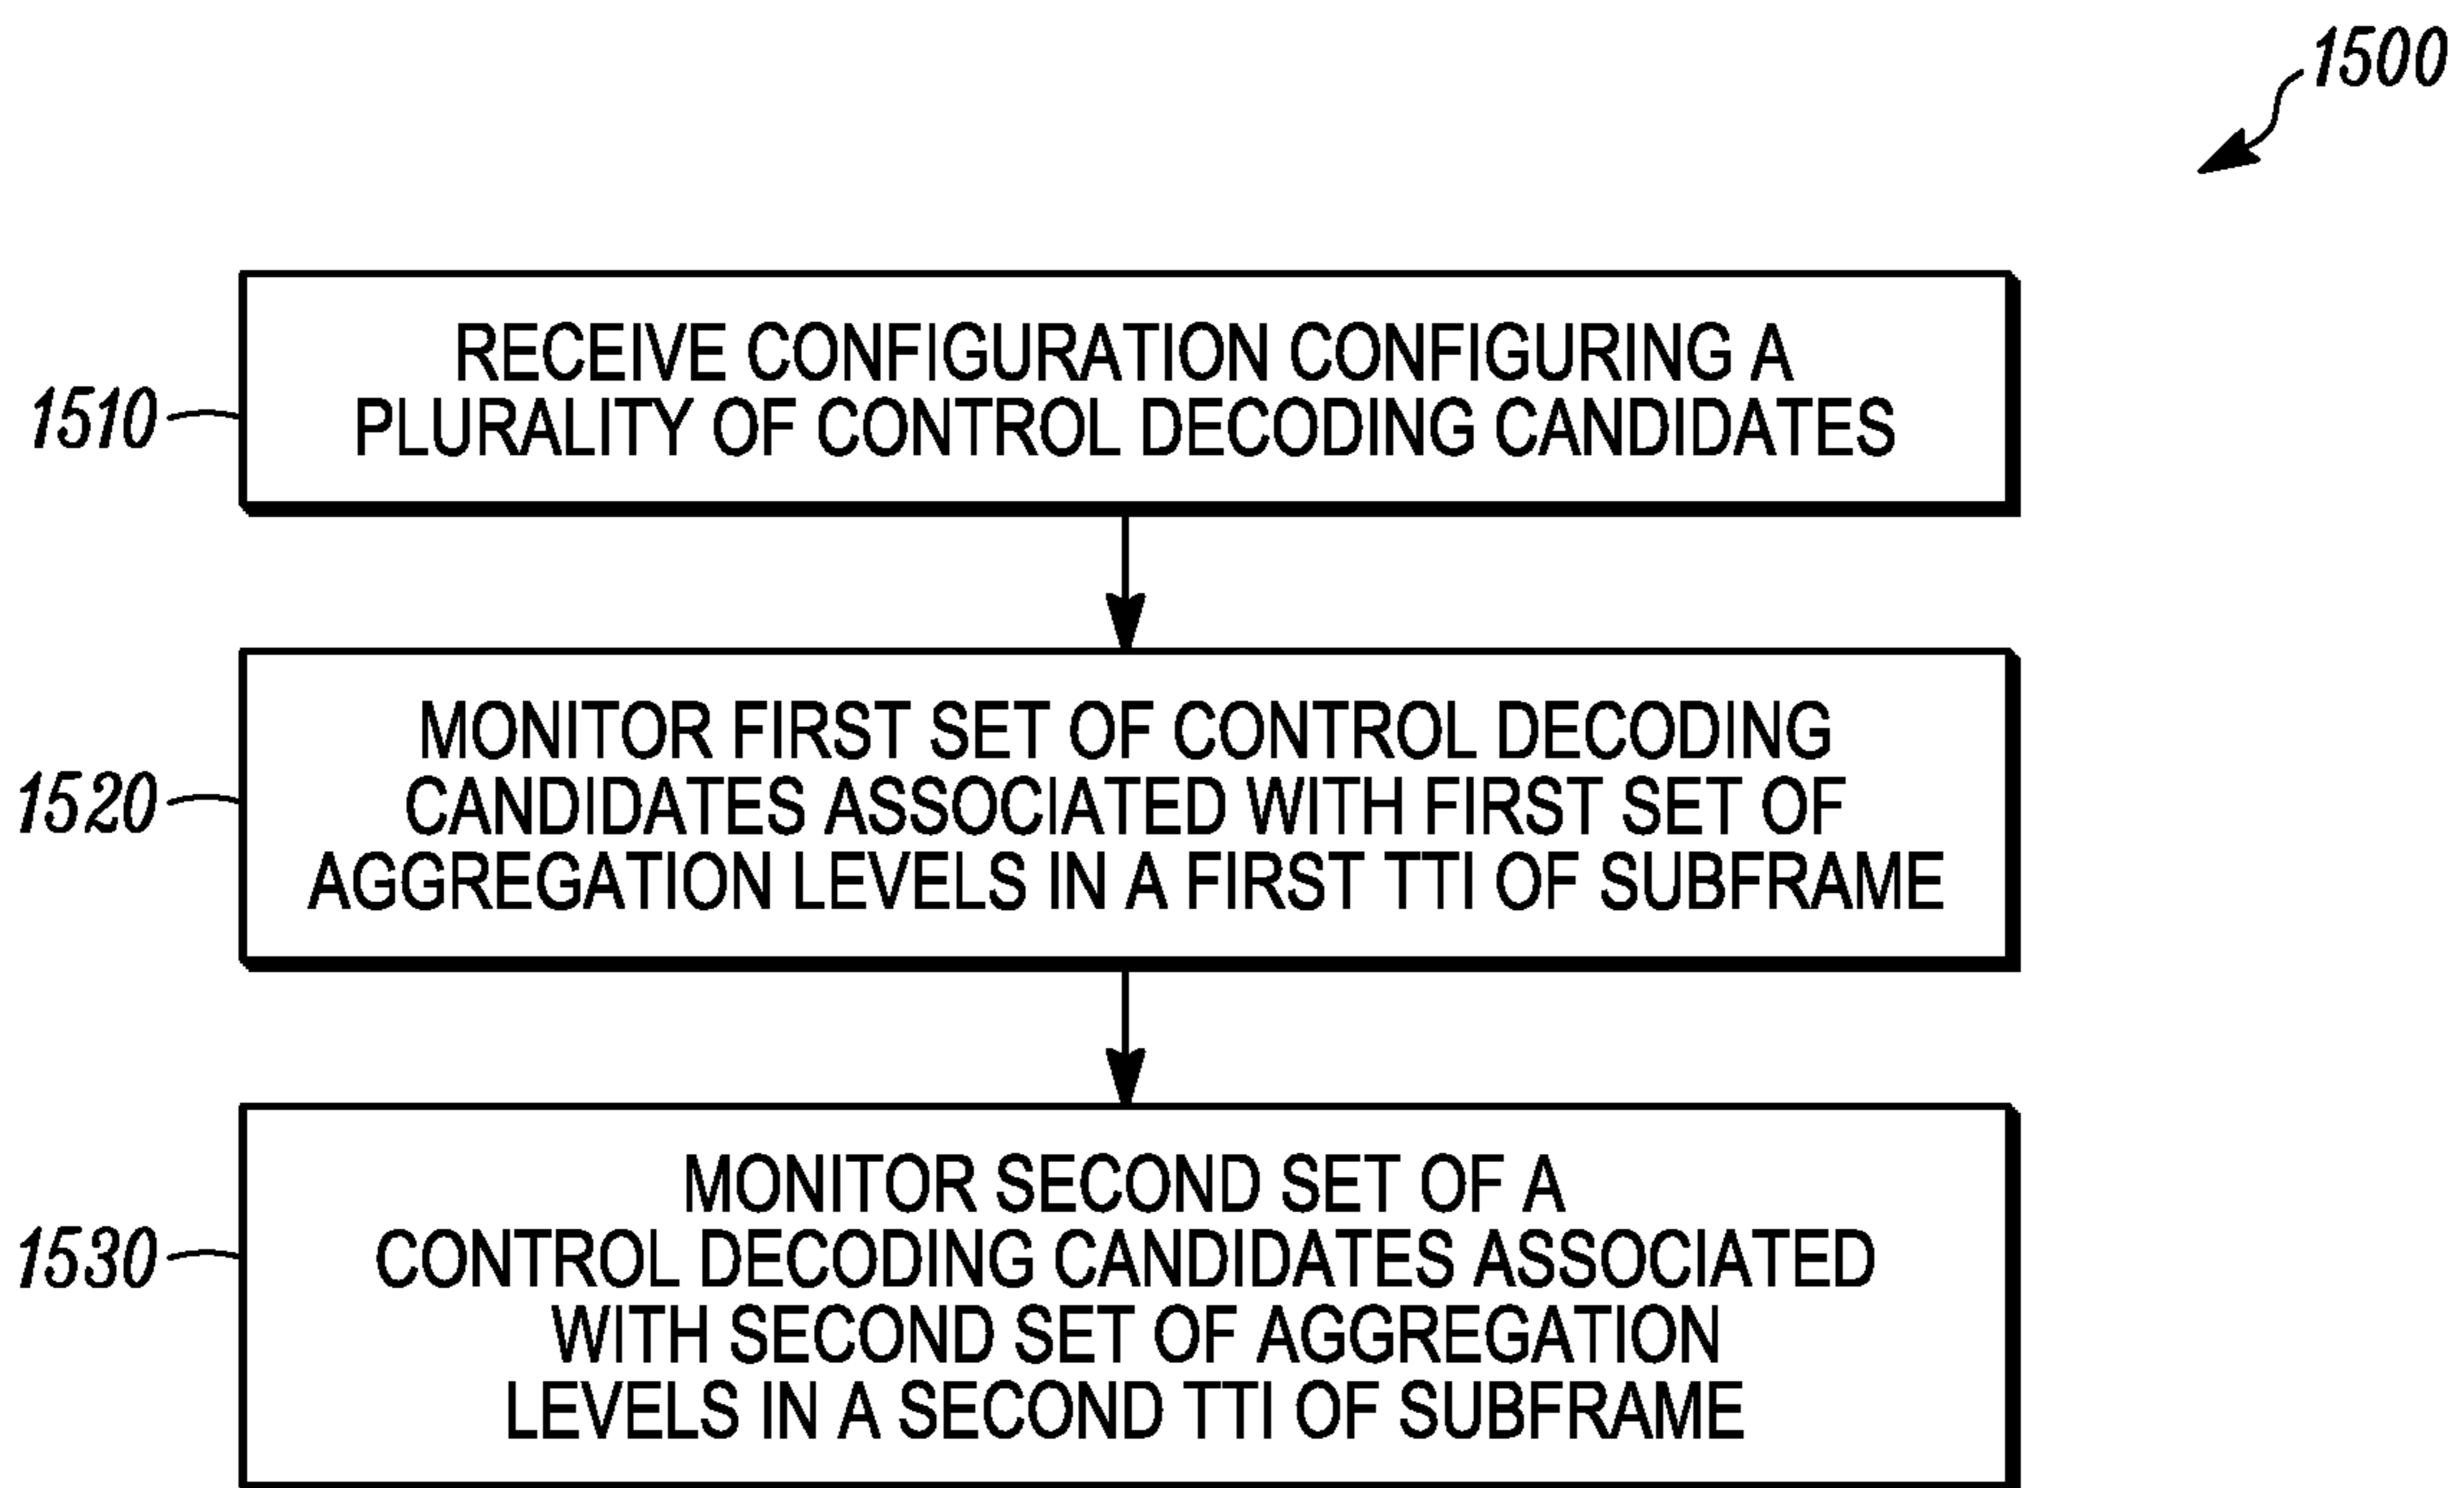 1500
1510
RECEIVE CONFIGURATION CONFIGURING A
PLURALITY OF CONTROL DECODING CANDIDATES
1520
MONITOR FIRST SET OF CONTROL DECODING
CANDIDATES ASSOCIATED WITH FIRST SET OF
AGGREGATION LEVELS IN A FIRST TTI OF SUBFRAME
1530
MONITOR SECOND SET OF A
CONTROL DECODING CANDIDATES ASSOCIATED
WITH SECOND SET OF AGGREGATION
LEVELS IN A SECOND TTI OF SUBFRAME